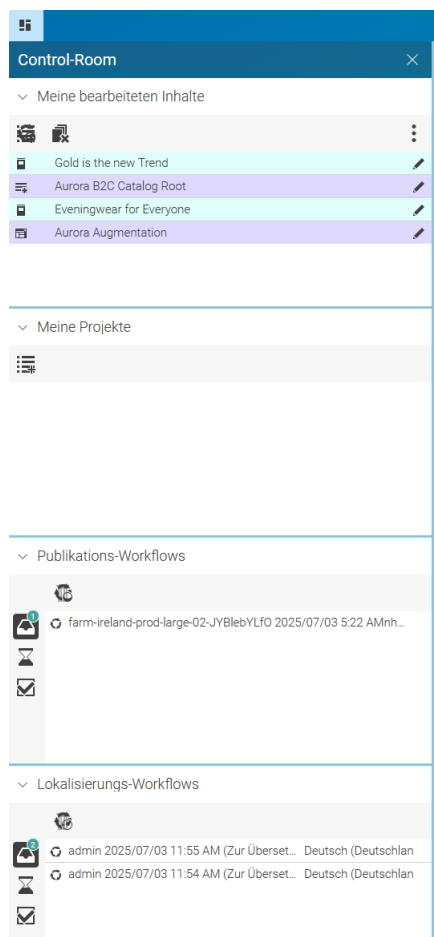 Control-Room
Meine bearbeiteten Inhalte
Gold is the new Trend
Aurora B2C Catalog Root
Eveningwear for Everyone
Aurora Augmentation
Meine Projekte
Publikations-Workflows
1
farm-ireland-prod-large-02-JYBlebYLfO 2025/07/03 5:22 AMnh...
Lokalisierungs-Workflows
2
admin 2025/07/03 11:55 AM (Zur Überset... Deutsch (Deutschlan
admin 2025/07/03 11:54 AM (Zur Überset... Deutsch (Deutschlan